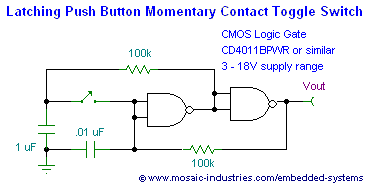 Latching Push Button Momentary Contact Toggle Switch
CMOS Logic Gate
CD4011BPWR or similar
3 - 18V supply range
100k
Vout
.01 uF
1 uF
100k
© www.mosaic-industries.com/embedded-systems